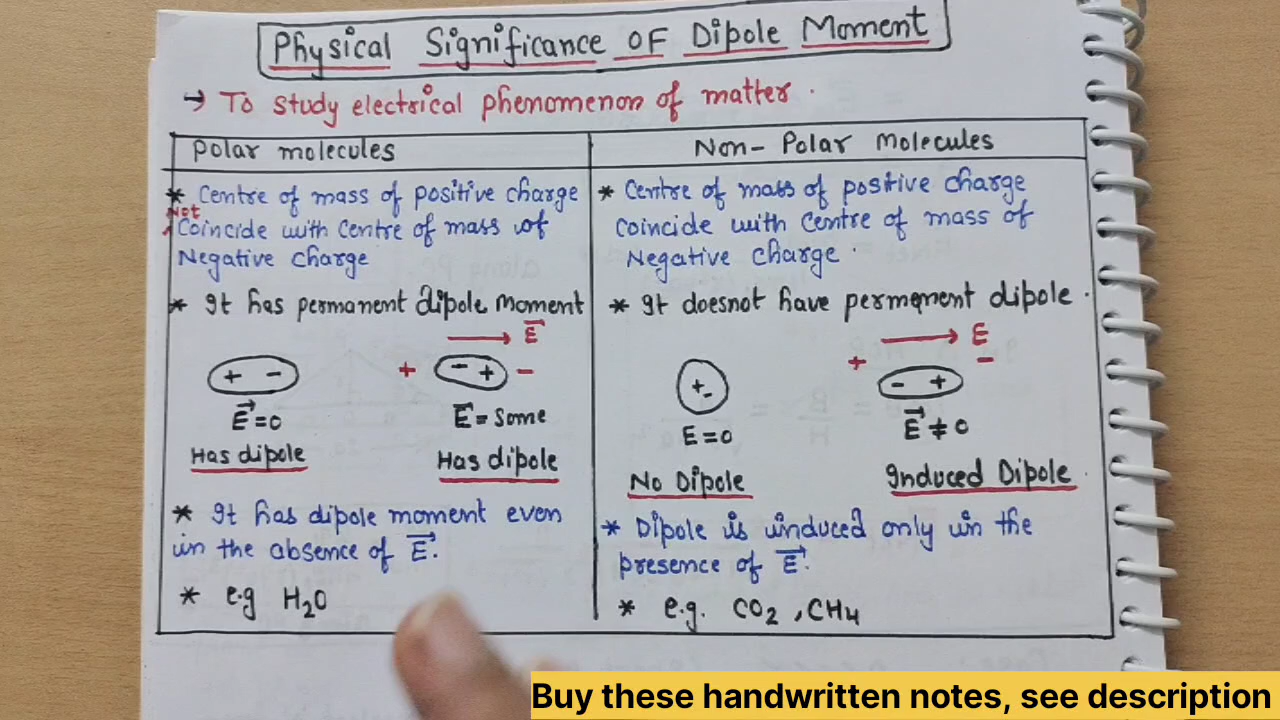 Physical Significance OF Dipole Moment
→ To study electrical phenomenon of matter.
Polar molecules
* Centre of mass of positive charge
Not
Coincide with Centre of mass of
Negative charge
* It has permanent dipole Moment
E
+ -
+ - + -
E=0
E= Some
Has dipole
Has dipole
* It has dipole moment even
in the absence of E.
* e.g H2O
Non-Polar Molecules
* Centre of mass of positive charge
Coincide with Centre of mass of
Negative charge.
* It doesnot have permanent dipole.
E
+ -
+ - - +
E=0
E≠0
No Dipole
Induced Dipole.
* Dipole is induced only in the
presence of E.
* e.g. CO2, CH4
Buy these handwritten notes, see description